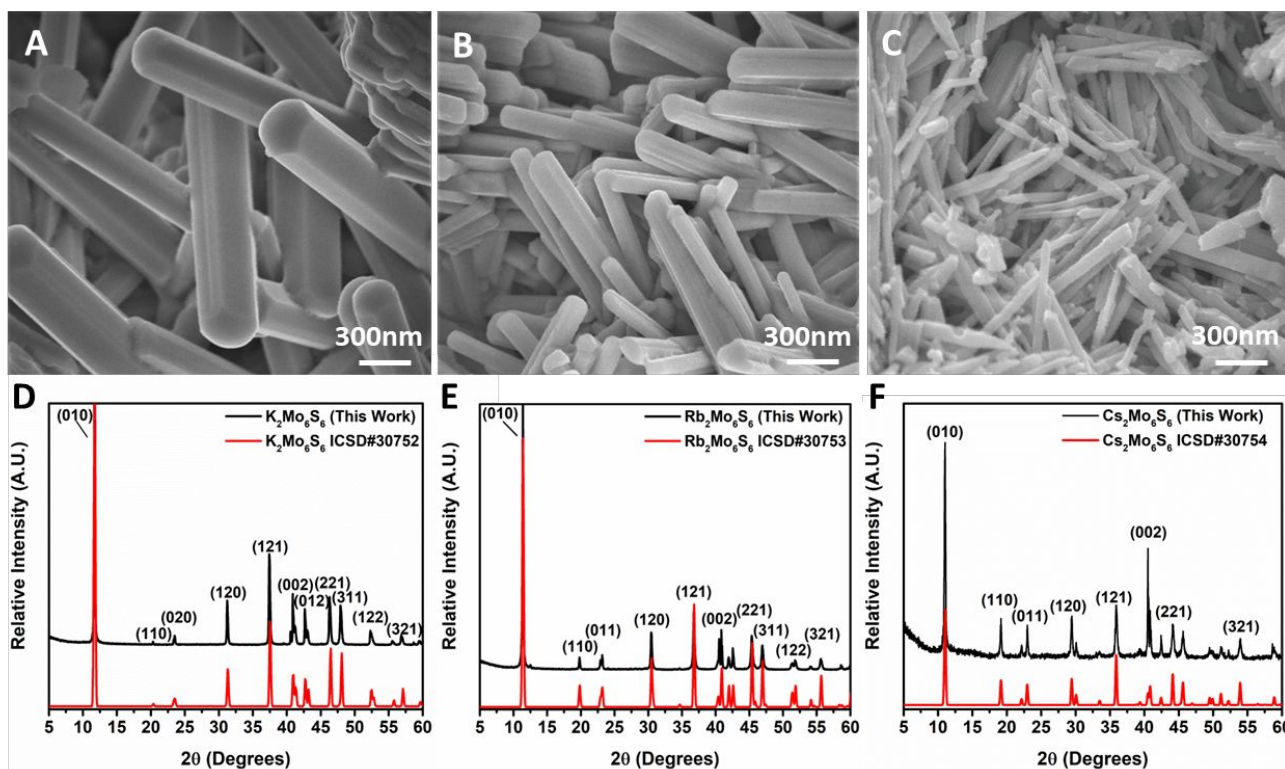 A
300nm
B
300nm
C
300nm
D
K₂Mo₆S₆ (This Work)
K₂Mo₆S₆ ICSD#30752
(010)
(110)
(020)
(120)
(121)
(002)
(012)
(221)
(311)
(122)
(321)
Relative Intensity (A.U.)
5 10 15 20 25 30 35 40 45 50 55 60
2θ (Degrees)
E
Rb₂Mo₆S₆ (This Work)
Rb₂Mo₆S₆ ICSD#30753
(010)
(110)
(011)
(120)
(121)
(002)
(221)
(311)
(122)
(321)
Relative Intensity (A.U.)
5 10 15 20 25 30 35 40 45 50 55 60
2θ (Degrees)
F
Cs₂Mo₆S₆ (This Work)
Cs₂Mo₆S₆ ICSD#30754
(010)
(110)
(011)
(120)
(121)
(002)
(221)
(321)
Relative Intensity (A.U.)
5 10 15 20 25 30 35 40 45 50 55 60
2θ (Degrees)